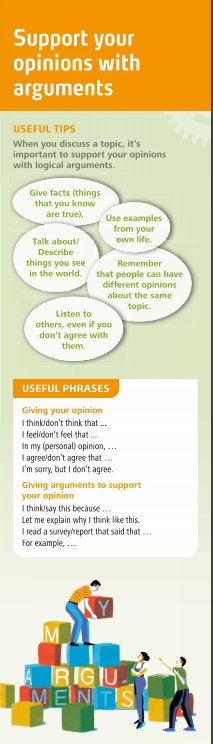 Support your
opinions with
arguments
USEFUL TIPS
When you discuss a topic, it's
important to support your opinions
with logical arguments.
Give facts (things
that you know
are true).
Use examples
from your
own life.
Talk about/
Describe
things you see
in the world.
Remember
that people can have
different opinions
about the same
topic.
Listen to
others, even if you
don't agree with
them.
USEFUL PHRASES
Giving your opinion
I think/don't think that ...
I feel/don't feel that ...
In my (personal) opinion, ...
I agree/don't agree that ...
I'm sorry, but I don't agree.
Giving arguments to support
your opinion
I think/say this because ...
Let me explain why I think like this.
I read a survey/report that said that ...
For example, ...
M Y
A R G U
M E N T S